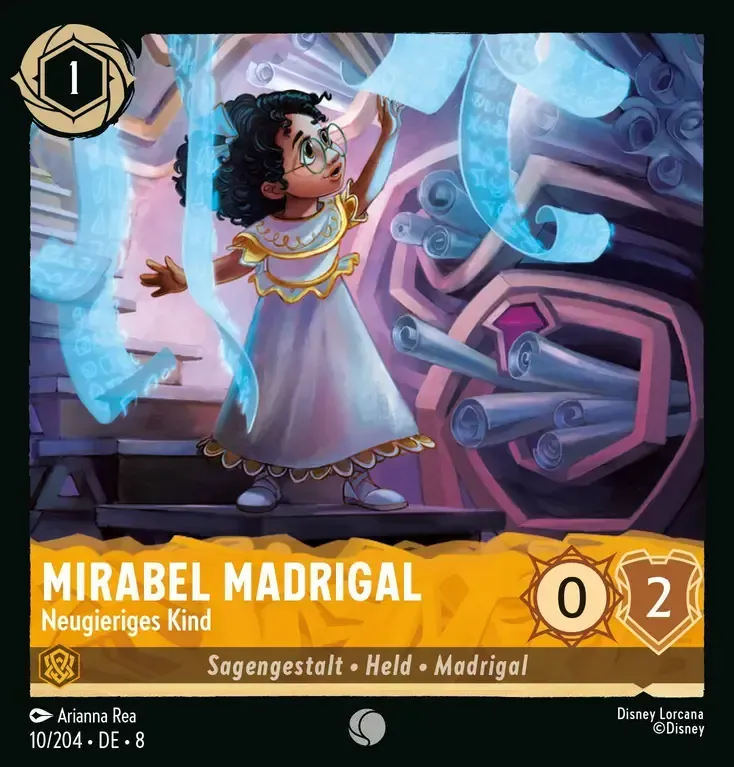 1
MIRABEL MADRIGAL
Neugieriges Kind
0
2
Sagengestalt • Held • Madrigal
Arianna Rea
10/204 • DE • 8
Disney Lorcana
©Disney